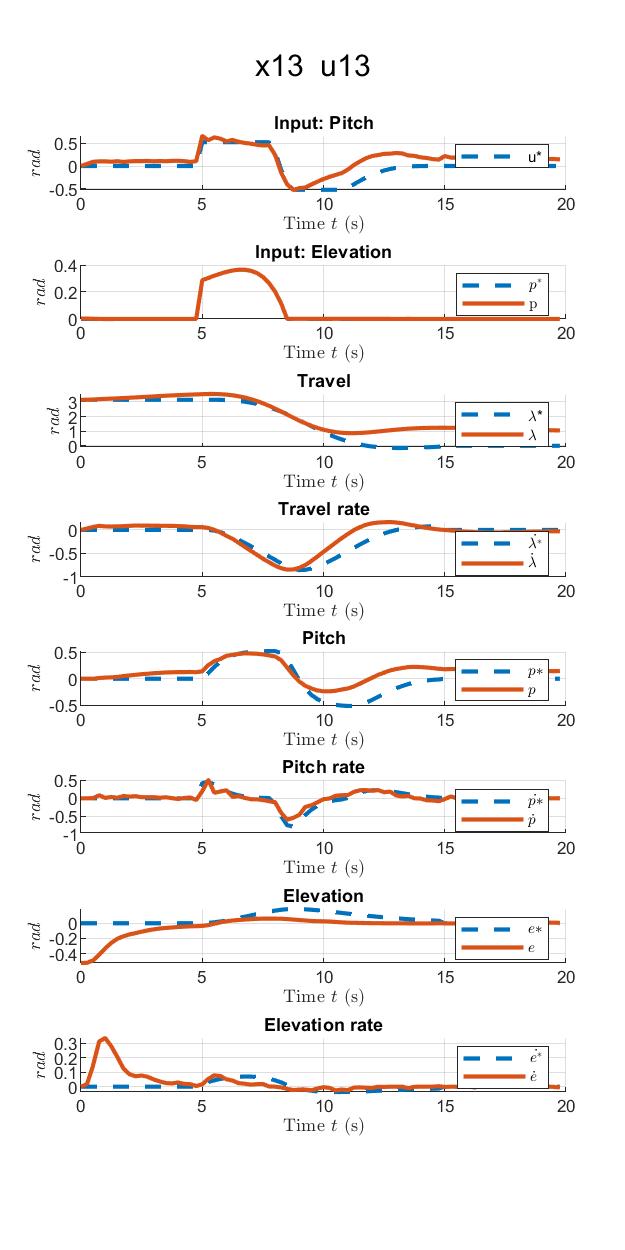 x13 u13
Input: Pitch
rad
0.5
0
-0.5
u*
0 5 10 15 20
Time t (s)
Input: Elevation
rad
0.4
0.2
0
p*
p
0 5 10 15 20
Time t (s)
Travel
rad
3
2
1
0
λ*
λ
0 5 10 15 20
Time t (s)
Travel rate
rad
0
-0.5
-1
λ̇*
λ̇
0 5 10 15 20
Time t (s)
Pitch
rad
0.5
0
-0.5
p*
p
0 5 10 15 20
Time t (s)
Pitch rate
rad
0.5
0
-0.5
-1
ṗ*
ṗ
0 5 10 15 20
Time t (s)
Elevation
rad
0
-0.2
-0.4
e*
e
0 5 10 15 20
Time t (s)
Elevation rate
rad
0.3
0.2
0.1
0
ė*
ė
0 5 10 15 20
Time t (s)